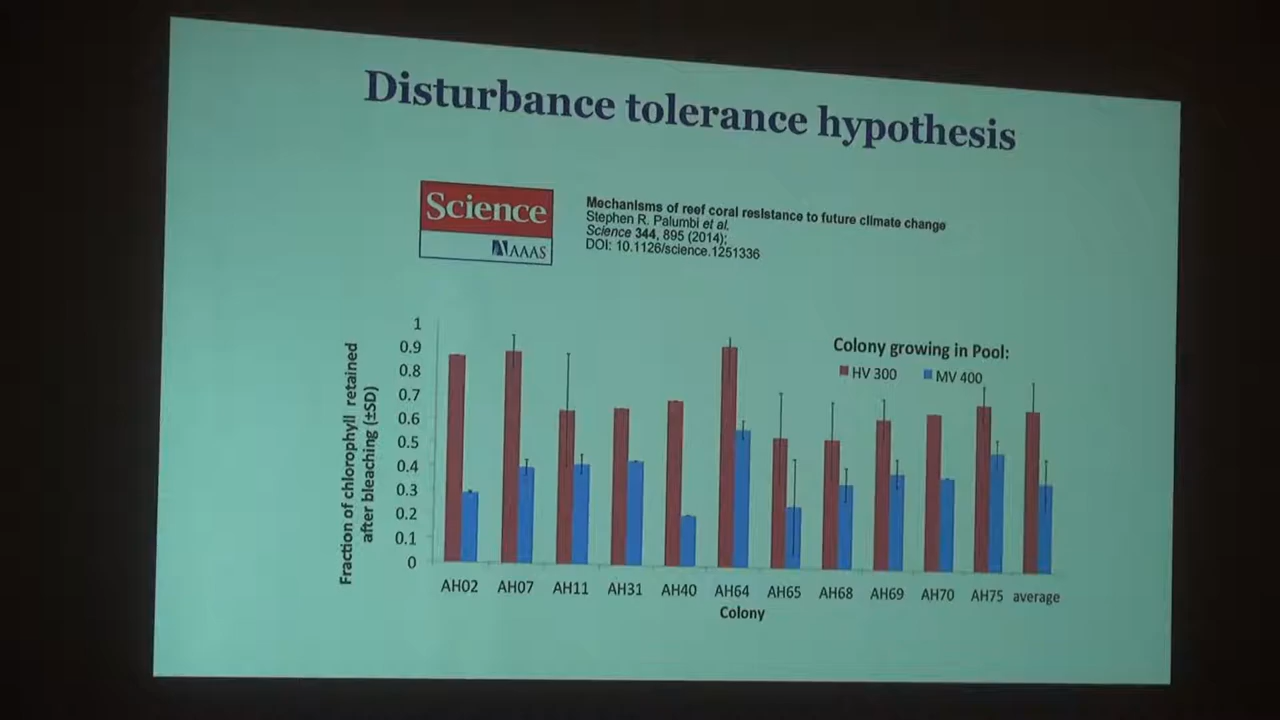 Disturbance tolerance hypothesis
Science
AAAS
Mechanisms of reef coral resistance to future climate change
Stephen R. Palumbi et al.
Science 344, 895 (2014);
DOI: 10.1126/science.1251336
Fraction of chlorophyll retained
after bleaching (±SD)
1
0.9
0.8
0.7
0.6
0.5
0.4
0.3
0.2
0.1
0
Colony growing in Pool:
HV 300 MV 400
AH02 AH07 AH11 AH31 AH40 AH64 AH65 AH68 AH69 AH70 AH75 average
Colony